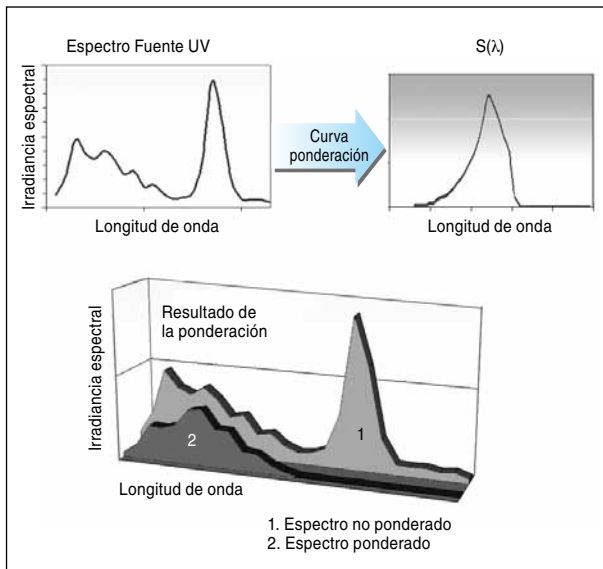 Espectro Fuente UV
S(λ)
Irradiancia espectral
Curva
ponderación
Longitud de onda
Longitud de onda
Resultado de
la ponderación
Irradiancia espectral
1
2
Longitud de onda
1. Espectro no ponderado
2. Espectro ponderado